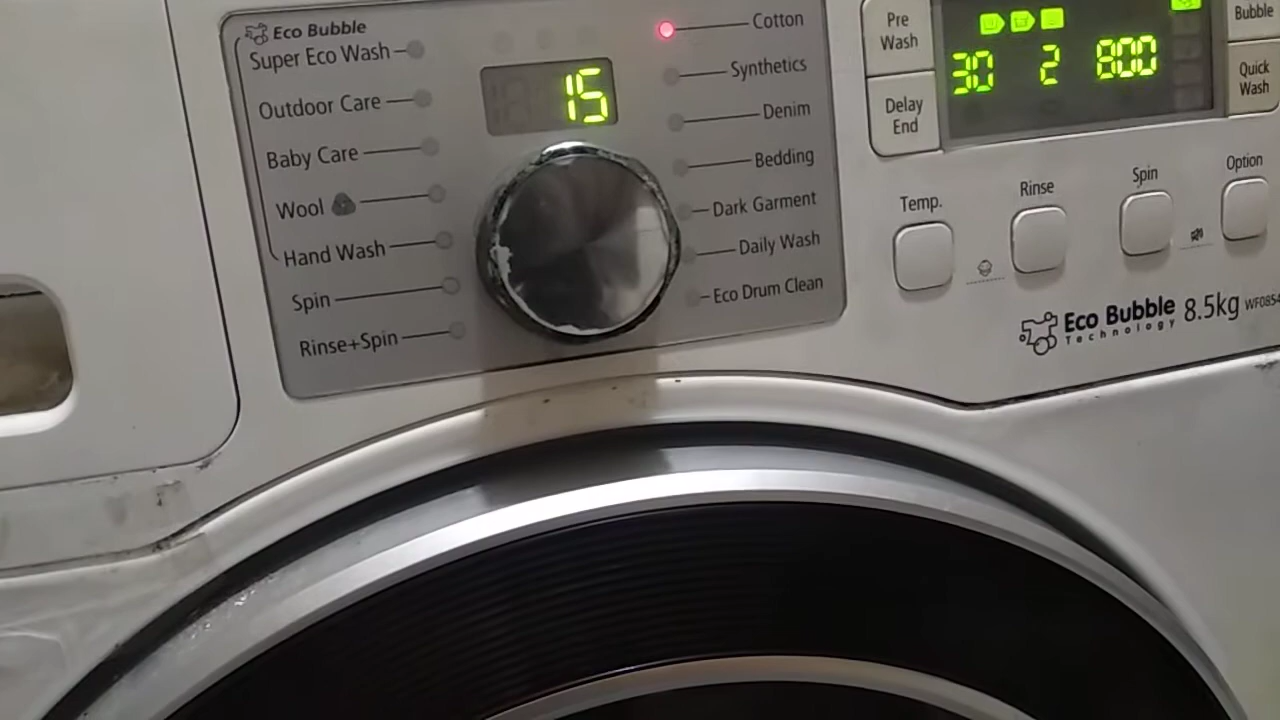 Eco Bubble
Super Eco Wash
Outdoor Care
Baby Care
Wool
Hand Wash
Spin
Rinse+Spin
15
Cotton
Synthetics
Denim
Bedding
Dark Garment
Daily Wash
Eco Drum Clean
Pre
Wash
Delay
End
30 2 800
Bubble
Quick
Wash
Temp.
Rinse
Spin
Option
Eco Bubble
Technology
8.5kg
WF0854